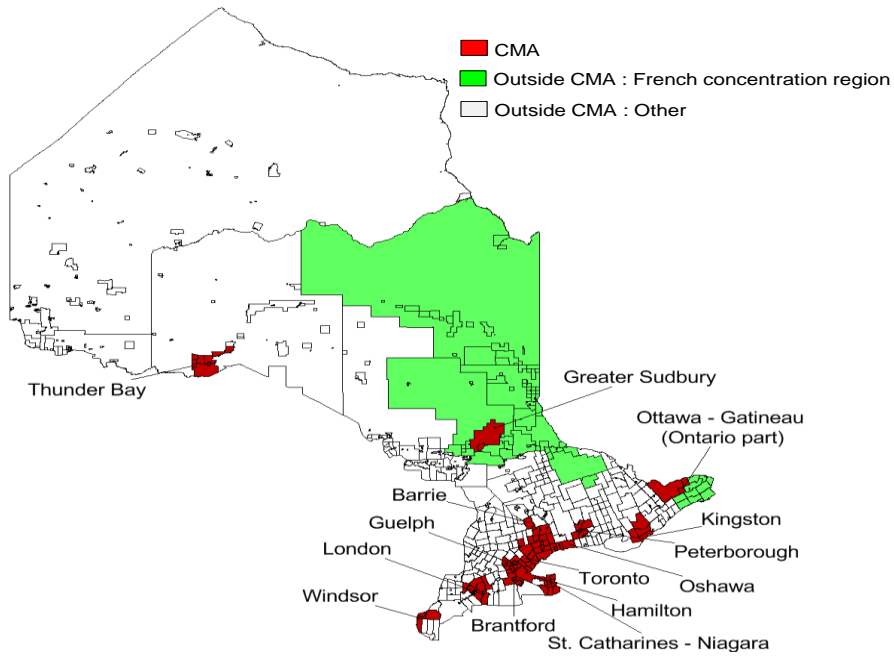 CMA
Outside CMA : French concentration region
Outside CMA : Other
Thunder Bay
Greater Sudbury
Ottawa - Gatineau
(Ontario part)
Barrie
Guelph
London
Windsor
Kingston
Peterborough
Toronto
Oshawa
Hamilton
Brantford
St. Catharines - Niagara